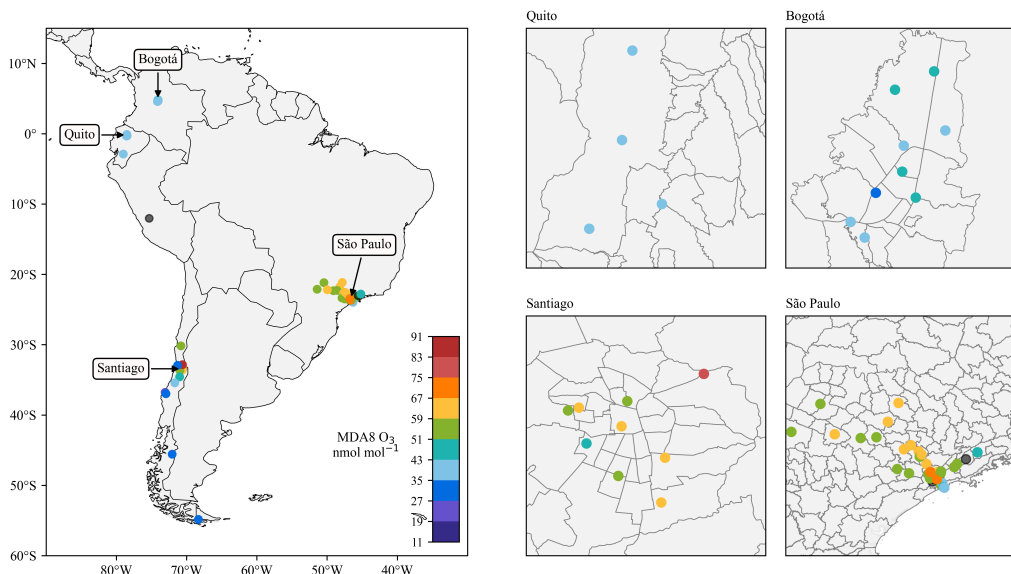 Quito
Bogotá
10°N
0°
10°S
20°S
30°S
40°S
50°S
60°S
80°W
70°W
60°W
50°W
40°W
Bogotá
Quito
São Paulo
Santiago
MDA8 O₃
nmol mol⁻¹
91
83
75
67
59
51
43
35
27
19
11
Santiago
São Paulo